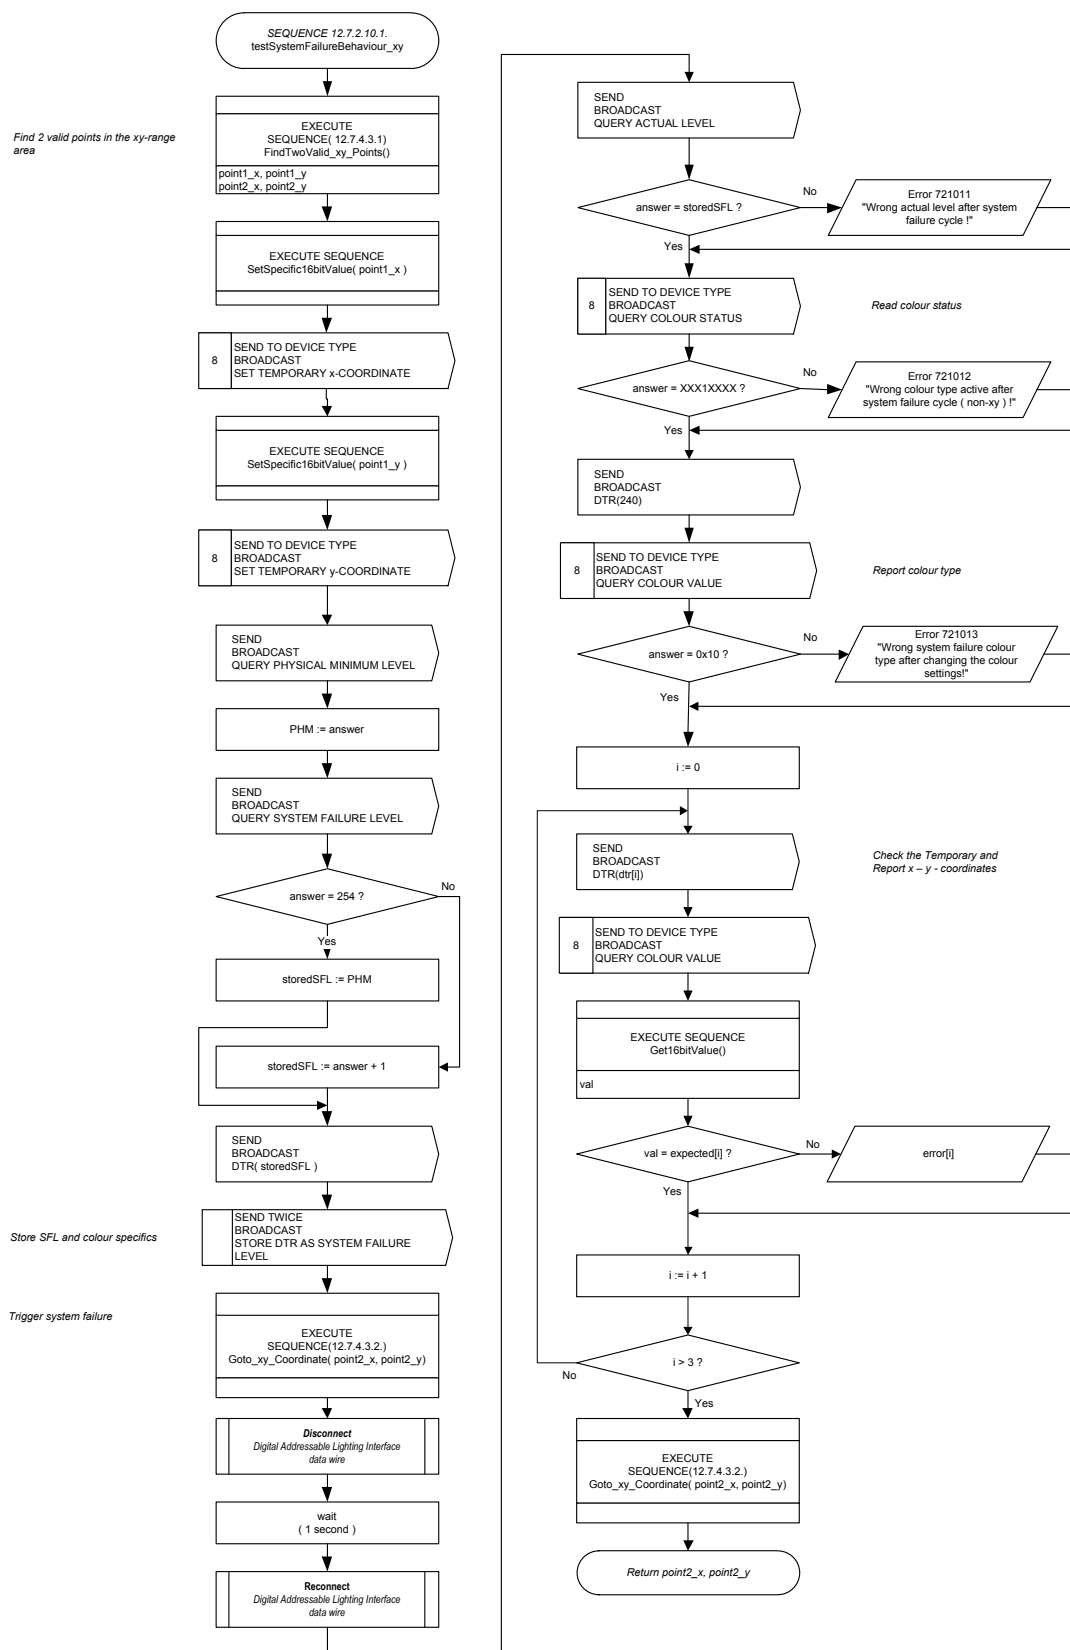 SEQUENCE 12.7.2.10.1.
testSystemFailureBehaviour_xy
Find 2 valid points in the xy-range
area
EXECUTE
SEQUENCE( 12.7.4.3.1)
FindTwoValid_xy_Points()
point1_x, point1_y
point2_x, point2_y
EXECUTE SEQUENCE
SetSpecific16bitValue( point1_x )
8
SEND TO DEVICE TYPE
BROADCAST
SET TEMPORARY x-COORDINATE
EXECUTE SEQUENCE
SetSpecific16bitValue( point1_y )
8
SEND TO DEVICE TYPE
BROADCAST
SET TEMPORARY y-COORDINATE
SEND
BROADCAST
QUERY PHYSICAL MINIMUM LEVEL
PHM := answer
SEND
BROADCAST
QUERY SYSTEM FAILURE LEVEL
answer = 254 ?
No
Yes
storedSFL := PHM
storedSFL := answer + 1
SEND
BROADCAST
DTR( storedSFL )
Store SFL and colour specifics
SEND TWICE
BROADCAST
STORE DTR AS SYSTEM FAILURE
LEVEL
Trigger system failure
EXECUTE
SEQUENCE(12.7.4.3.2.)
Goto_xy_Coordinate( point2_x, point2_y)
Disconnect
Digital Addressable Lighting Interface
data wire
wait
( 1 second )
Reconnect
Digital Addressable Lighting Interface
data wire
SEND
BROADCAST
QUERY ACTUAL LEVEL
answer = storedSFL ?
No
Error 721011
"Wrong actual level after system
failure cycle !"
Yes
8
SEND TO DEVICE TYPE
BROADCAST
QUERY COLOUR STATUS
Read colour status
answer = XXX1XXXX ?
No
Error 721012
"Wrong colour type active after
system failure cycle ( non-xy ) !"
Yes
SEND
BROADCAST
DTR(240)
8
SEND TO DEVICE TYPE
BROADCAST
QUERY COLOUR VALUE
Report colour type
answer = 0x10 ?
No
Error 721013
"Wrong system failure colour
type after changing the colour
settings!"
Yes
i := 0
SEND
BROADCAST
DTR(dtr[i])
Check the Temporary and
Report x – y - coordinates
8
SEND TO DEVICE TYPE
BROADCAST
QUERY COLOUR VALUE
EXECUTE SEQUENCE
Get16bitValue()
val
val = expected[i] ?
No
error[i]
Yes
i := i + 1
i > 3 ?
No
Yes
EXECUTE
SEQUENCE(12.7.4.3.2.)
Goto_xy_Coordinate( point2_x, point2_y)
Return point2_x, point2_y